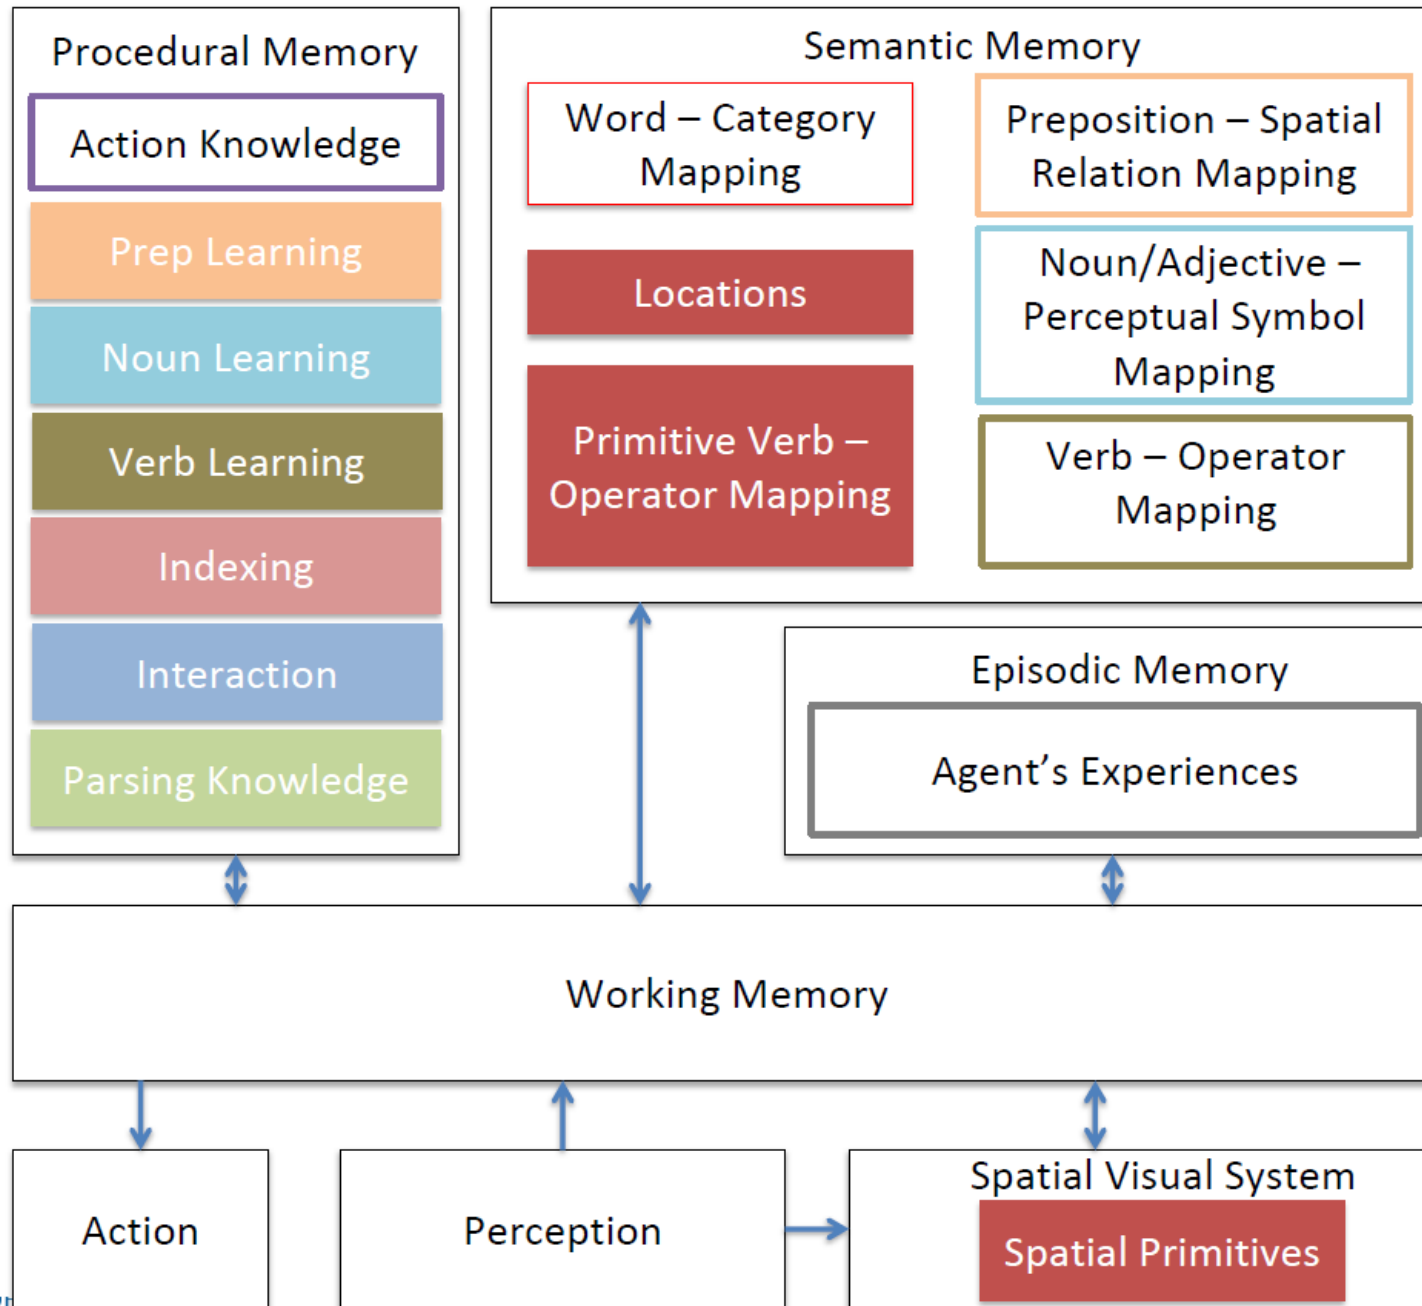 Procedural Memory
Action Knowledge
Prep Learning
Noun Learning
Verb Learning
Indexing
Interaction
Parsing Knowledge
Semantic Memory
Word – Category
Mapping
Locations
Primitive Verb –
Operator Mapping
Preposition – Spatial
Relation Mapping
Noun/Adjective –
Perceptual Symbol
Mapping
Verb – Operator
Mapping
Episodic Memory
Agent's Experiences
Working Memory
Action
Perception
Spatial Visual System
Spatial Primitives